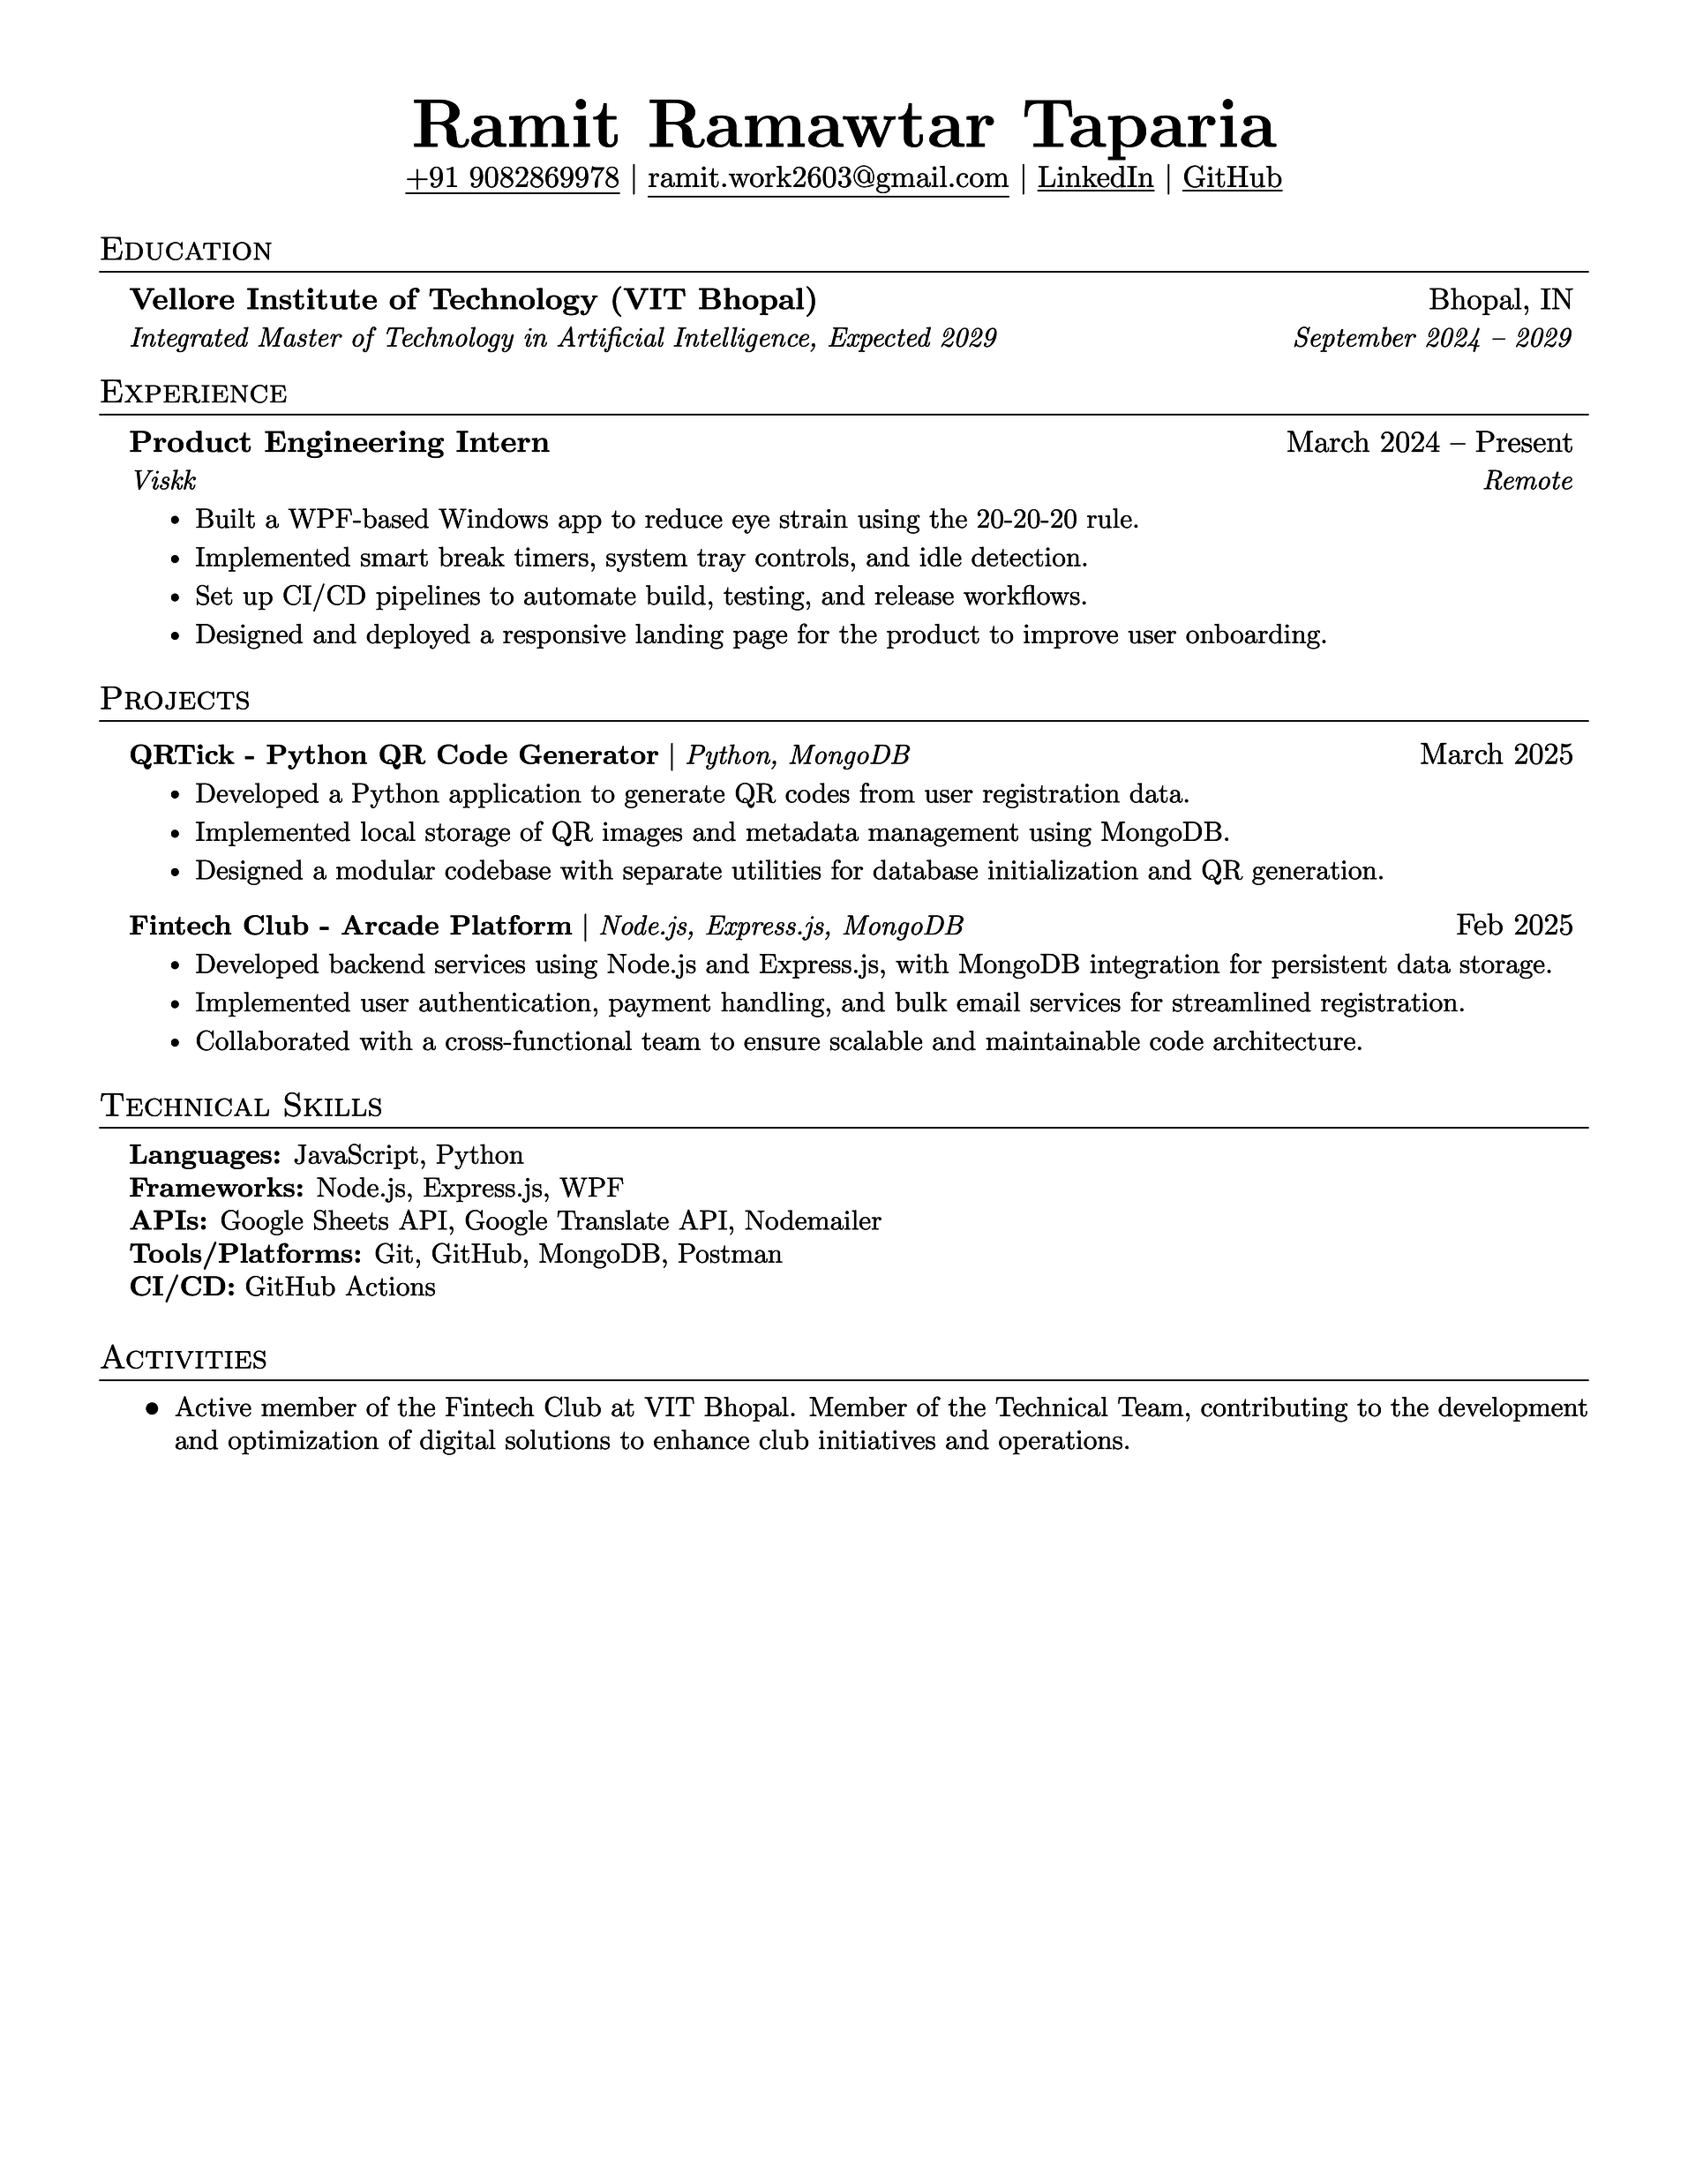 Ramit Ramawtar Taparia
+91 9082869978 | ramit.work2603@gmail.com | LinkedIn | GitHub
Education
Vellore Institute of Technology (VIT Bhopal) Bhopal, IN
Integrated Master of Technology in Artificial Intelligence, Expected 2029 September 2024 – 2029
Experience
Product Engineering Intern March 2024 – Present
Viskk Remote
• Built a WPF-based Windows app to reduce eye strain using the 20-20-20 rule.
• Implemented smart break timers, system tray controls, and idle detection.
• Set up CI/CD pipelines to automate build, testing, and release workflows.
• Designed and deployed a responsive landing page for the product to improve user onboarding.
Projects
QRTick - Python QR Code Generator | Python, MongoDB March 2025
• Developed a Python application to generate QR codes from user registration data.
• Implemented local storage of QR images and metadata management using MongoDB.
• Designed a modular codebase with separate utilities for database initialization and QR generation.
Fintech Club - Arcade Platform | Node.js, Express.js, MongoDB Feb 2025
• Developed backend services using Node.js and Express.js, with MongoDB integration for persistent data storage.
• Implemented user authentication, payment handling, and bulk email services for streamlined registration.
• Collaborated with a cross-functional team to ensure scalable and maintainable code architecture.
Technical Skills
Languages: JavaScript, Python
Frameworks: Node.js, Express.js, WPF
APIs: Google Sheets API, Google Translate API, Nodemailer
Tools/Platforms: Git, GitHub, MongoDB, Postman
CI/CD: GitHub Actions
Activities
• Active member of the Fintech Club at VIT Bhopal. Member of the Technical Team, contributing to the development
and optimization of digital solutions to enhance club initiatives and operations.